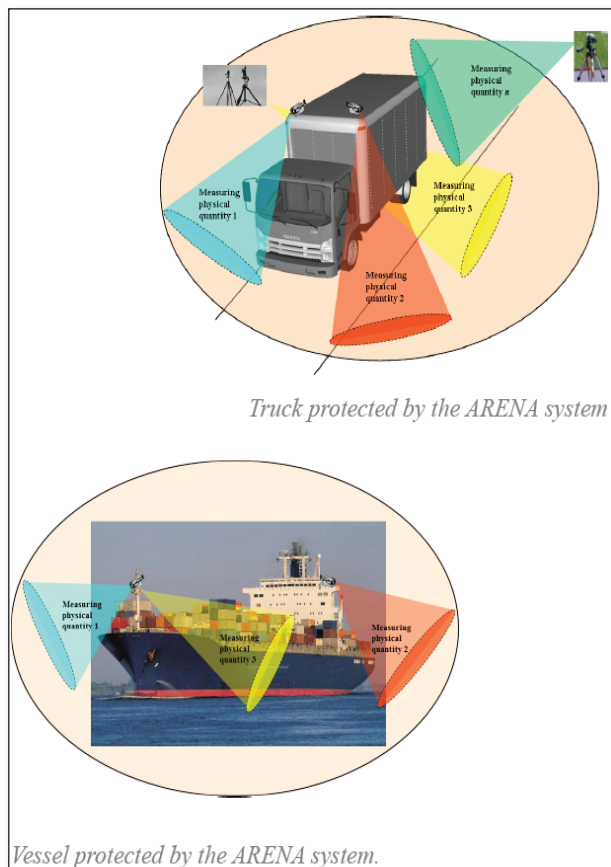 Measuring
physical
quantity n
Measuring
physical
quantity 1
Measuring
physical
quantity 3
Measuring
physical
quantity 2
ISUZU
Truck protected by the ARENA system
Measuring
physical
quantity 1
Measuring
physical
quantity 3
Measuring
physical
quantity 2
Vessel protected by the ARENA system.